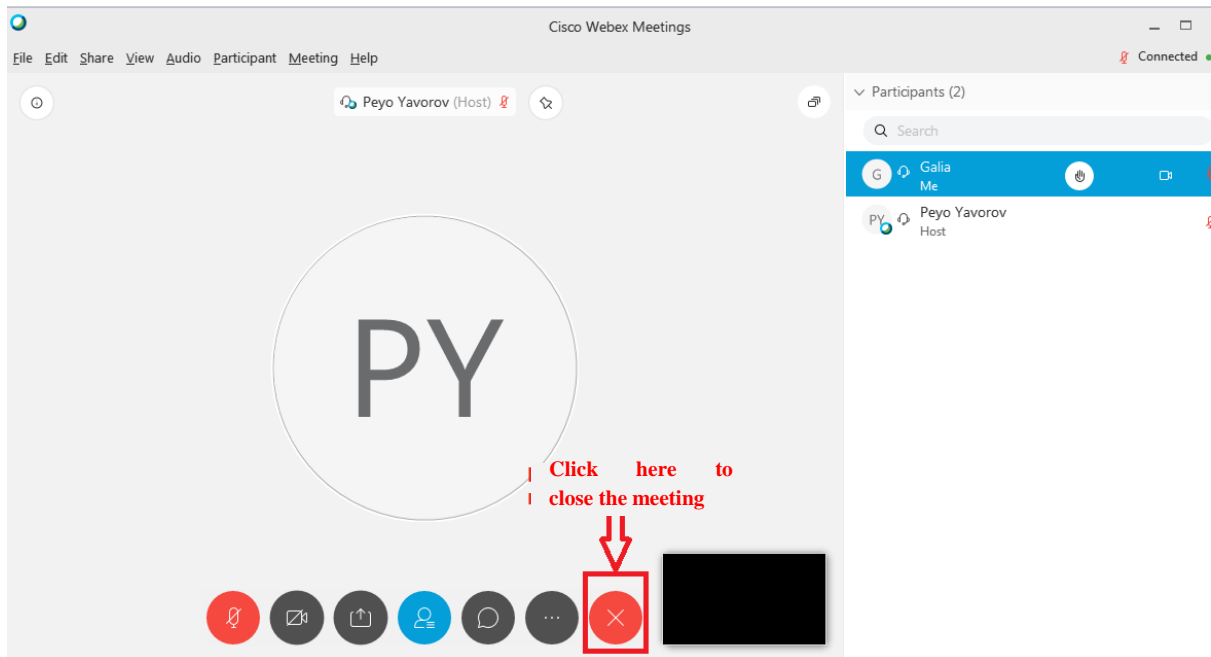 Cisco Webex Meetings
File Edit Share View Audio Participant Meeting Help
Connected
Peyo Yavorov (Host)
Participants (2)
Search
G
Galia
Me
PY
Peyo Yavorov
Host
PY
Click here to
close the meeting